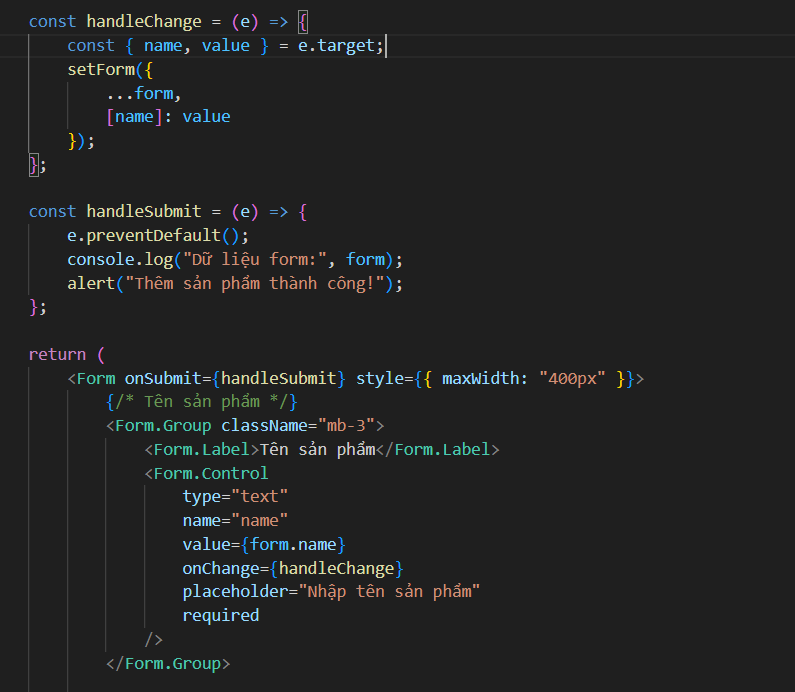 const handleChange = (e) => {
const { name, value } = e.target;
setForm({
...form,
[name]: value
});
};
const handleSubmit = (e) => {
e.preventDefault();
console.log("Dữ liệu form:", form);
alert("Thêm sản phẩm thành công!");
};
return (
<Form onSubmit={handleSubmit} style={{ maxWidth: "400px" }}>
{/* Tên sản phẩm */}
<Form.Group className="mb-3">
<Form.Label>Tên sản phẩm</Form.Label>
<Form.Control
type="text"
name="name"
value={form.name}
onChange={handleChange}
placeholder="Nhập tên sản phẩm"
required
/>
</Form.Group>